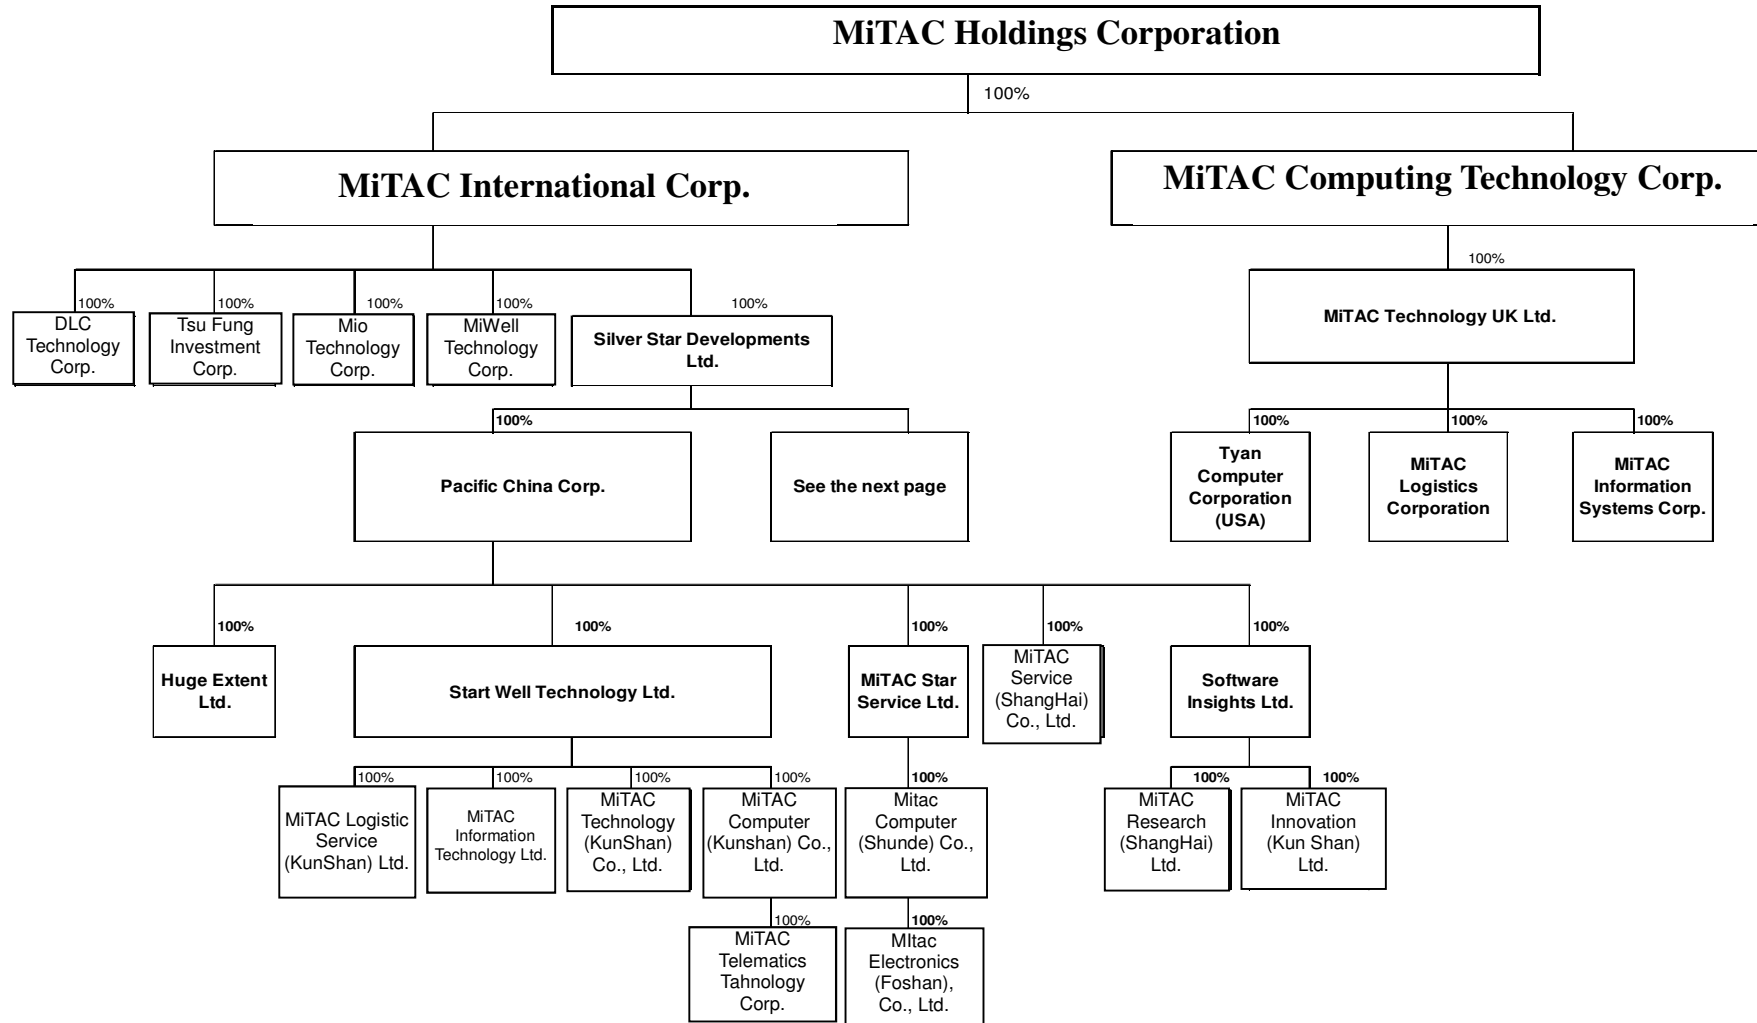 MiTAC Holdings Corporation
100%
MiTAC International Corp.
MiTAC Computing Technology Corp.
100%
100%
100%
100%
100%
100%
DLC
Technology
Corp.
Tsu Fung
Investment
Corp.
Mio
Technology
Corp.
MiWell
Technology
Corp.
Silver Star Developments
Ltd.
MiTAC Technology UK Ltd.
100%
100%
100%
100%
Pacific China Corp.
See the next page
Tyan
Computer
Corporation
(USA)
MiTAC
Logistics
Corporation
MiTAC
Information
Systems Corp.
100%
100%
100%
100%
100%
Huge Extent
Ltd.
Start Well Technology Ltd.
MiTAC Star
Service Ltd.
MiTAC
Service
(ShangHai)
Co., Ltd.
Software
Insights Ltd.
100%
100%
100%
100%
100%
100%
100%
MiTAC Logistic
Service
(KunShan) Ltd.
MiTAC
Information
Technology Ltd.
MiTAC
Technology
(KunShan)
Co., Ltd.
MiTAC
Computer
(Kunshan) Co.,
Ltd.
Mitac
Computer
(Shunde) Co.,
Ltd.
MiTAC
Research
(ShangHai)
Ltd.
MiTAC
Innovation
(Kun Shan)
Ltd.
100%
100%
MiTAC
Telematics
Tahnology
Corp.
MItac
Electronics
(Foshan),
Co., Ltd.